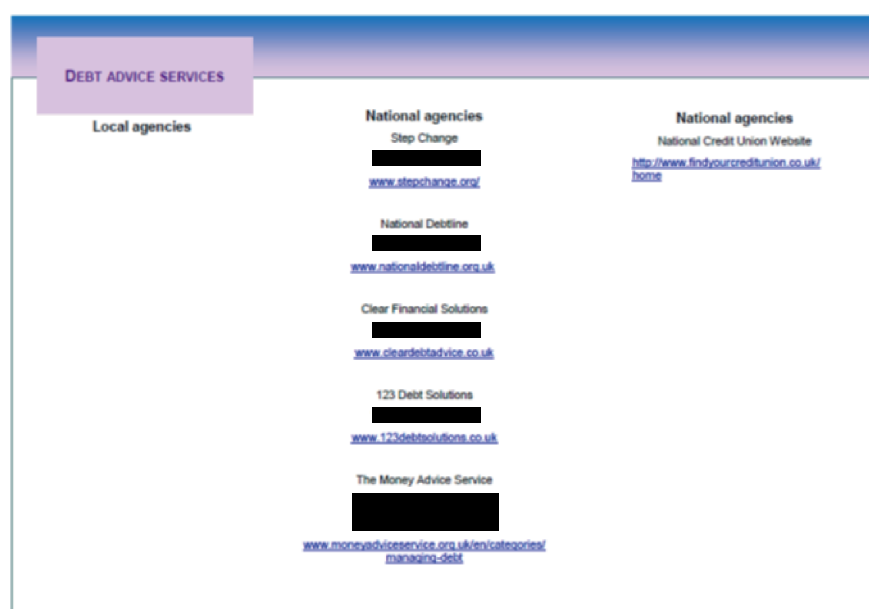 DEBT ADVICE SERVICES
Local agencies
National agencies
Step Change
www.stepchange.org/
National Debtline
www.nationaldebtline.org.uk
Clear Financial Solutions
www.cleardebtadvice.co.uk
123 Debt Solutions
www.123debtsolutions.co.uk
The Money Advice Service
www.moneyadviceservice.org.uk/en/categories/
managing-debt
National agencies
National Credit Union Website
http://www.findyourcreditunion.co.uk/
home